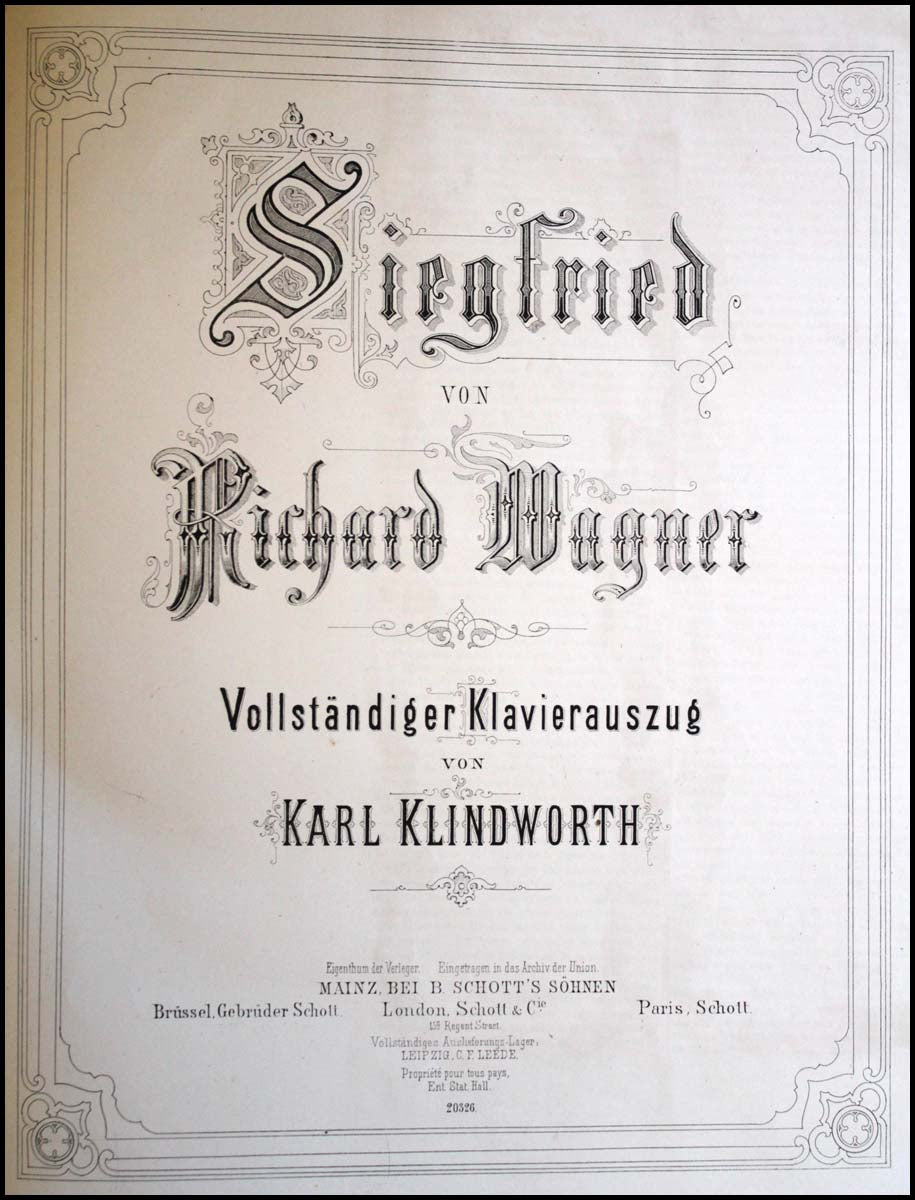 Siegfried
VON
Richard Wagner
Vollständiger Klavierauszug
VON
KARL KLINDWORTH
Eigenthum der Verleger. Eingetragen in das Archiv der Union.
MAINZ, BEI B. SCHOTT'S SÖHNEN
Brüssel, Gebrüder Schott. London, Schott & Cie Paris, Schott.
159 Regent Street.
Vollständiges Auslieferungs-Lager:
LEIPZIG, C. F. LEEDE.
Propriété pour tous pays,
Ent. Stat. Hall.
20326.